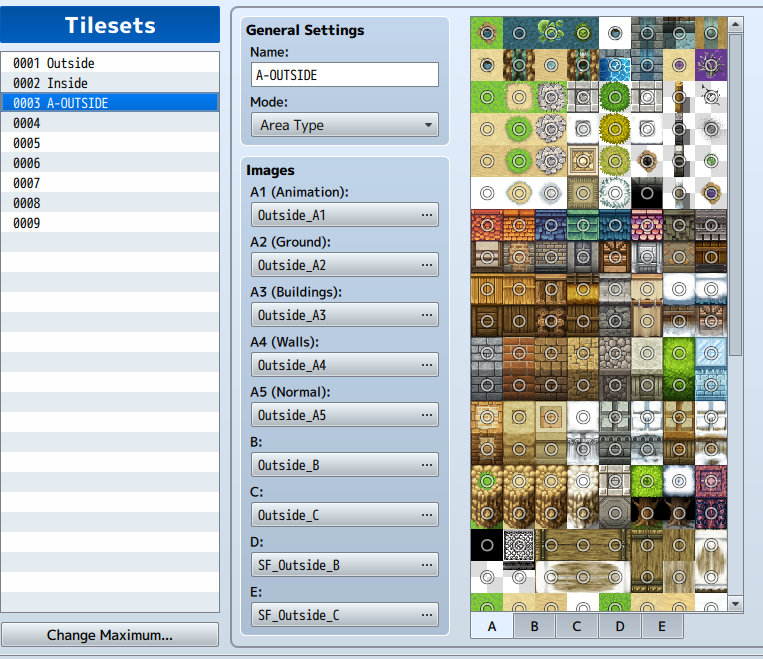 Tilesets
0001 Outside
0002 Inside
0003 A-OUTSIDE
0004
0005
0006
0007
0008
0009
Change Maximum...
General Settings
Name:
A-OUTSIDE
Mode:
Area Type
Images
A1 (Animation):
Outside_A1 ...
A2 (Ground):
Outside_A2 ...
A3 (Buildings):
Outside_A3 ...
A4 (Walls):
Outside_A4 ...
A5 (Normal):
Outside_A5 ...
B:
Outside_B ...
C:
Outside_C ...
D:
SF_Outside_B ...
E:
SF_Outside_C ...
A B C D E